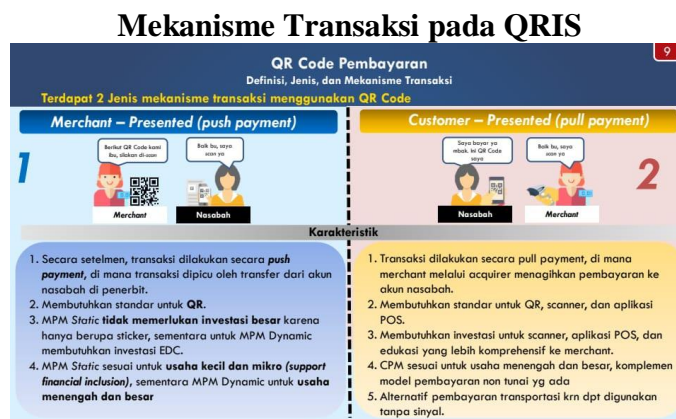 Mekanisme Transaksi pada QRIS
9
QR Code Pembayaran
Definisi, Jenis, dan Mekanisme Transaksi
Terdapat 2 Jenis mekanisme transaksi menggunakan QR Code
Merchant – Presented (push payment)
1
Berikut QR Code kami
Ibu, silakan di-scan
Baik bu, saya
scan ya
Merchant
Nasabah
Customer – Presented (pull payment)
Saya bayar ya
mbak. Ini QR Code
saya
Baik bu, saya
scan ya
2
Nasabah
Merchant
Karakteristik
1. Secara setelmen, transaksi dilakukan secara push
payment, di mana transaksi dipicu oleh transfer dari akun
nasabah di penerbit.
2. Membutuhkan standar untuk QR.
3. MPM Static tidak memerlukan investasi besar karena
hanya berupa sticker, sementara untuk MPM Dynamic
membutuhkan investasi EDC.
4. MPM Static sesuai untuk usaha kecil dan mikro (support
financial inclusion), sementara MPM Dynamic untuk usaha
menengah dan besar
1. Transaksi dilakukan secara pull payment, di mana
merchant melalui acquirer menagihkan pembayaran ke
akun nasabah.
2. Membutuhkan standar untuk QR, scanner, dan aplikasi
POS.
3. Membutuhkan investasi untuk scanner, aplikasi POS, dan
edukasi yang lebih komprehensif ke merchant.
4. CPM sesuai untuk usaha menengah dan besar, komplemen
model pembayaran non tunai yg ada
5. Alternatif pembayaran transportasi krn dpt digunakan
tanpa sinyal.